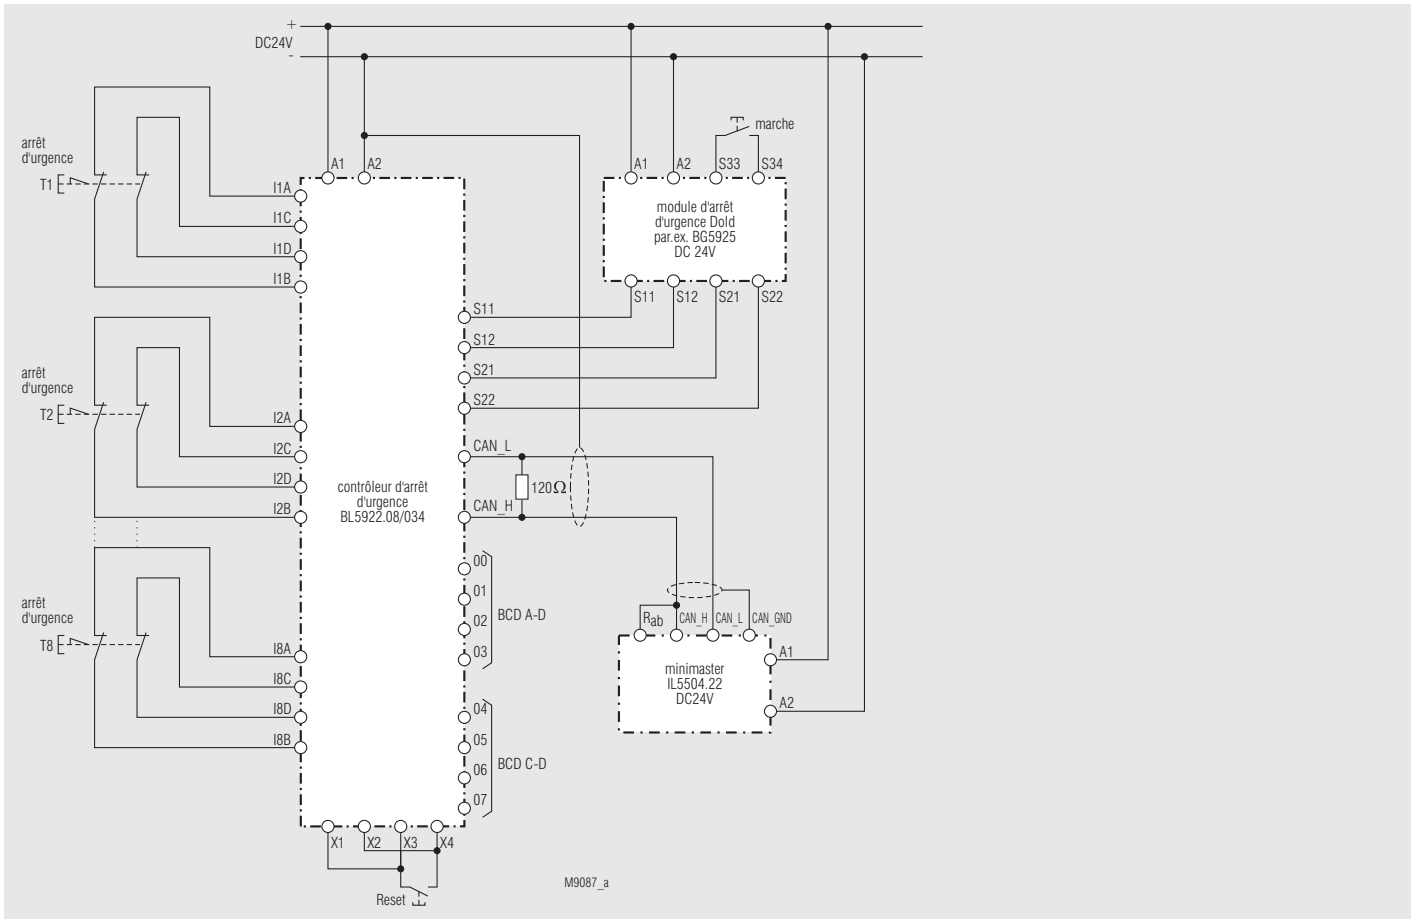 +
DC24V
-
marche
arrêt
d'urgence
T1
A1
A2
A1
A2
S33
S34
I1A
I1C
I1D
I1B
module d'arrêt
d'urgence Dold
par.ex. BG5925
DC 24V
S11
S12
S21
S22
S11
S12
S21
S22
arrêt
d'urgence
T2
I2A
I2C
I2D
I2B
contrôleur d'arrêt
d'urgence
BL5922.08/034
CAN_L
120Ω
CAN_H
00
01
02
03
BCD A-D
04
05
06
07
BCD C-D
arrêt
d'urgence
T8
I8A
I8C
I8D
I8B
Rab
CAN_H
CAN_L
CAN_GND
minimaster
IL5504.22
DC24V
A1
A2
X1
X2
X3
X4
Reset
M9087_a